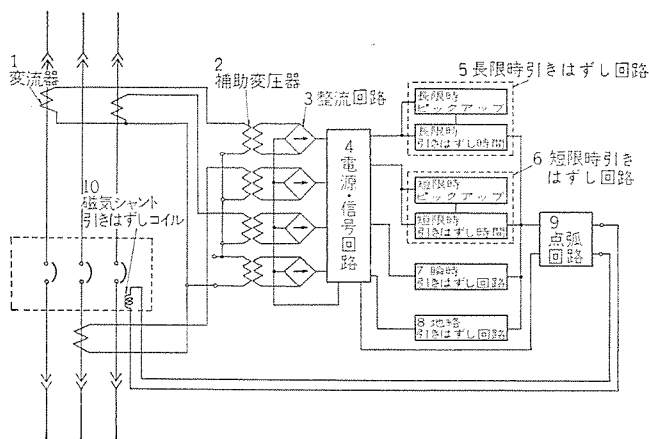 1
変流器
2
補助変圧器
3 整流回路
4
電源・信号回路
5 長限時引きはずし回路
長限時
ピックアップ
長限時
引きはずし時間
6 短限時引き
はずし回路
短限時
ピックアップ
短限時
引きはずし時間
7 瞬時
引きはずし回路
8 地絡
引きはずし回路
9
点弧
回路
10
磁気シャント
引きはずしコイル